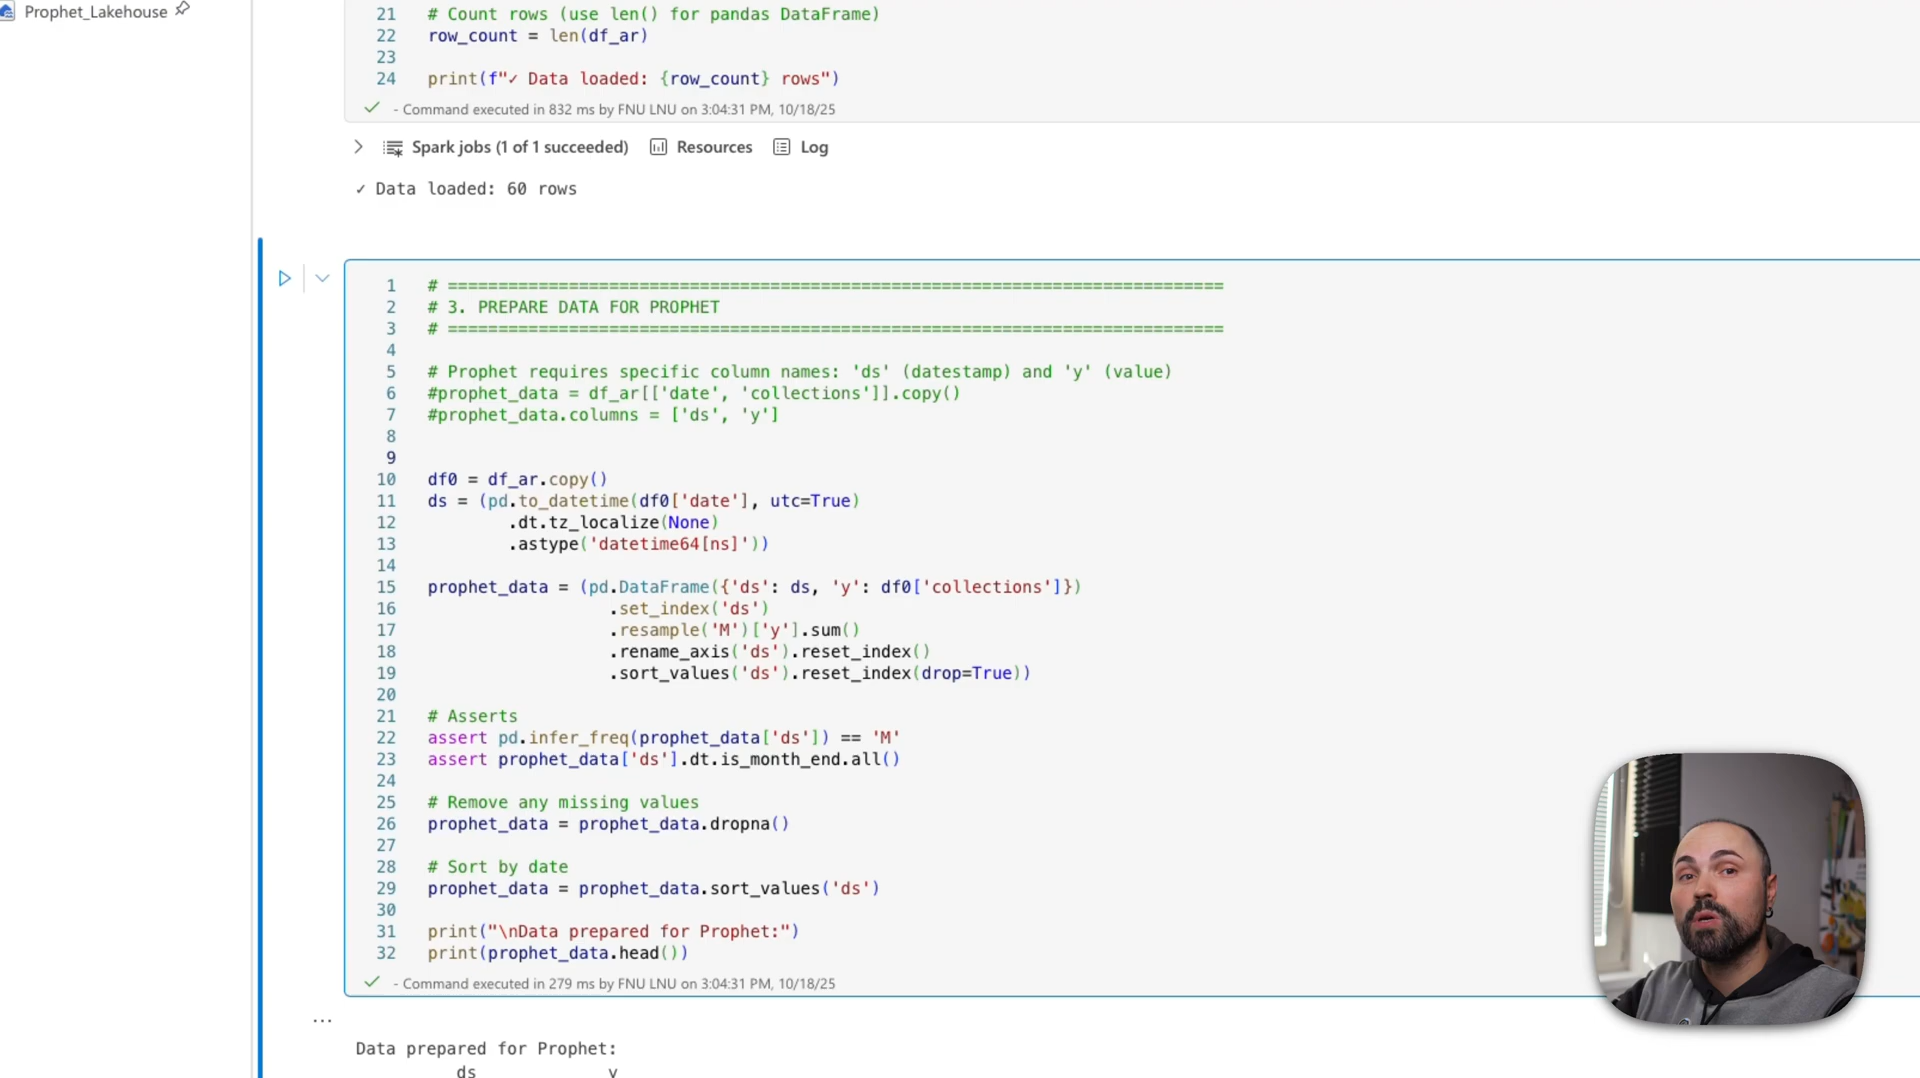 Prophet_Lakehouse
21 # Count rows (use len() for pandas DataFrame)
22 row_count = len(df_ar)
23
24 print(f"✓ Data loaded: {row_count} rows")
- Command executed in 832 ms by FNU LNU on 3:04:31 PM, 10/18/25
Spark jobs (1 of 1 succeeded) Resources Log
✓ Data loaded: 60 rows
1 # =============================================================================
2 # 3. PREPARE DATA FOR PROPHET
3 # =============================================================================
4
5 # Prophet requires specific column names: 'ds' (datestamp) and 'y' (value)
6 #prophet_data = df_ar[['date', 'collections']].copy()
7 #prophet_data.columns = ['ds', 'y']
8
9
10 df0 = df_ar.copy()
11 ds = (pd.to_datetime(df0['date'], utc=True)
12         .dt.tz_localize(None)
13         .astype('datetime64[ns]'))
14
15 prophet_data = (pd.DataFrame({'ds': ds, 'y': df0['collections']})
16                   .set_index('ds')
17                   .resample('M')['y'].sum()
18                   .rename_axis('ds').reset_index()
19                   .sort_values('ds').reset_index(drop=True))
20
21 # Asserts
22 assert pd.infer_freq(prophet_data['ds']) == 'M'
23 assert prophet_data['ds'].dt.is_month_end.all()
24
25 # Remove any missing values
26 prophet_data = prophet_data.dropna()
27
28 # Sort by date
29 prophet_data = prophet_data.sort_values('ds')
30
31 print("\nData prepared for Prophet:")
32 print(prophet_data.head())
- Command executed in 279 ms by FNU LNU on 3:04:31 PM, 10/18/25
...
Data prepared for Prophet:
ds y